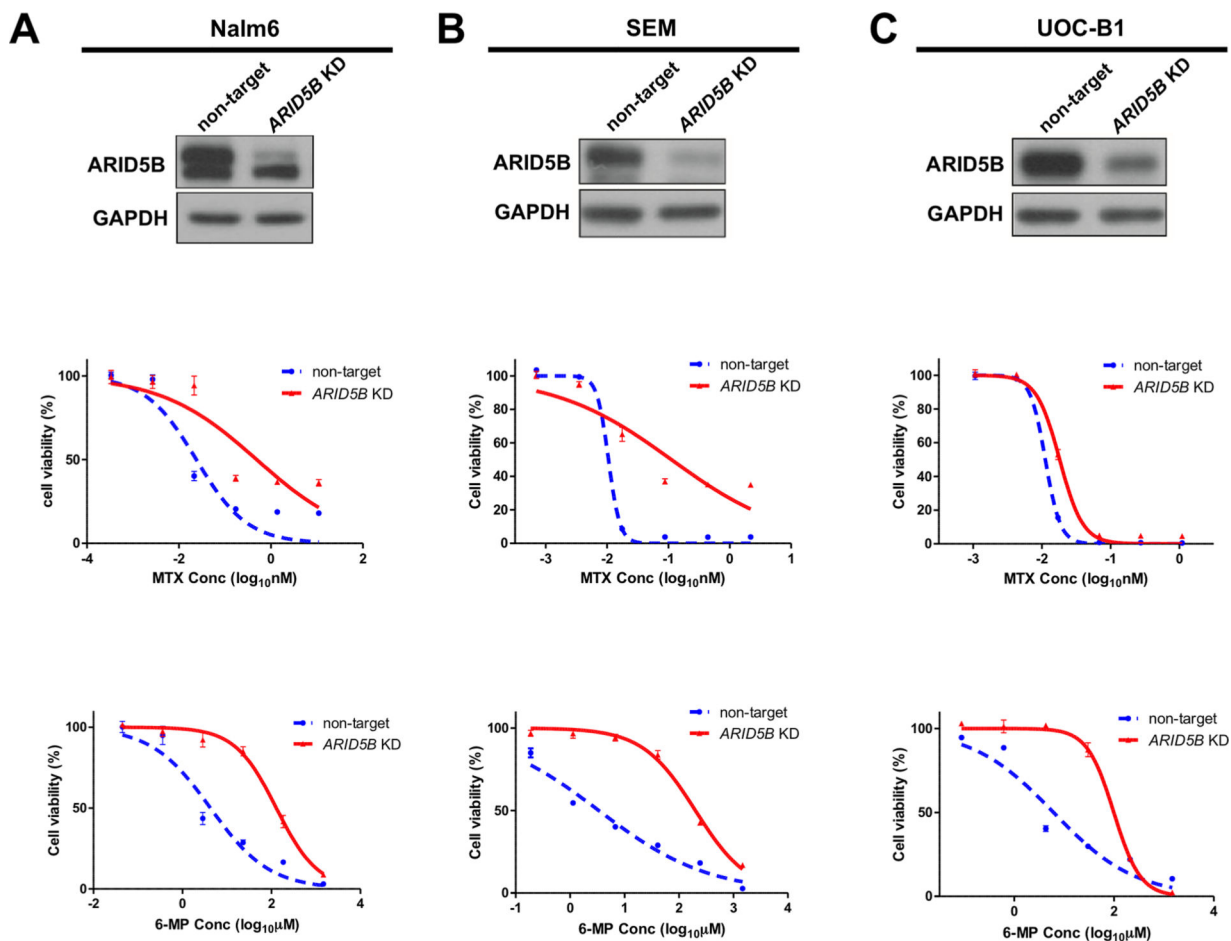 A
Nalm6
non-target
ARID5B KD
ARID5B
GAPDH
100
50
0
-4
-2
0
2
cell viability (%)
MTX Conc (log10nM)
non-target
ARID5B KD
100
50
0
-2
0
2
4
Cell viability (%)
6-MP Conc (log10μM)
non-target
ARID5B KD
B
SEM
non-target
ARID5B KD
ARID5B
GAPDH
100
80
60
40
20
0
-3
-2
-1
0
1
Cell viability (%)
MTX Conc (log10nM)
non-target
ARID5B KD
100
50
0
-1
0
1
2
3
4
Cell viability (%)
6-MP Conc (log10μM)
non-target
ARID5B KD
C
UOC-B1
non-target
ARID5B KD
ARID5B
GAPDH
100
80
60
40
20
0
-3
-2
-1
0
Cell viability (%)
MTX Conc (log10nM)
non-target
ARID5B KD
100
50
0
0
2
4
Cell viability (%)
6-MP Conc (log10μM)
non-target
ARID5B KD